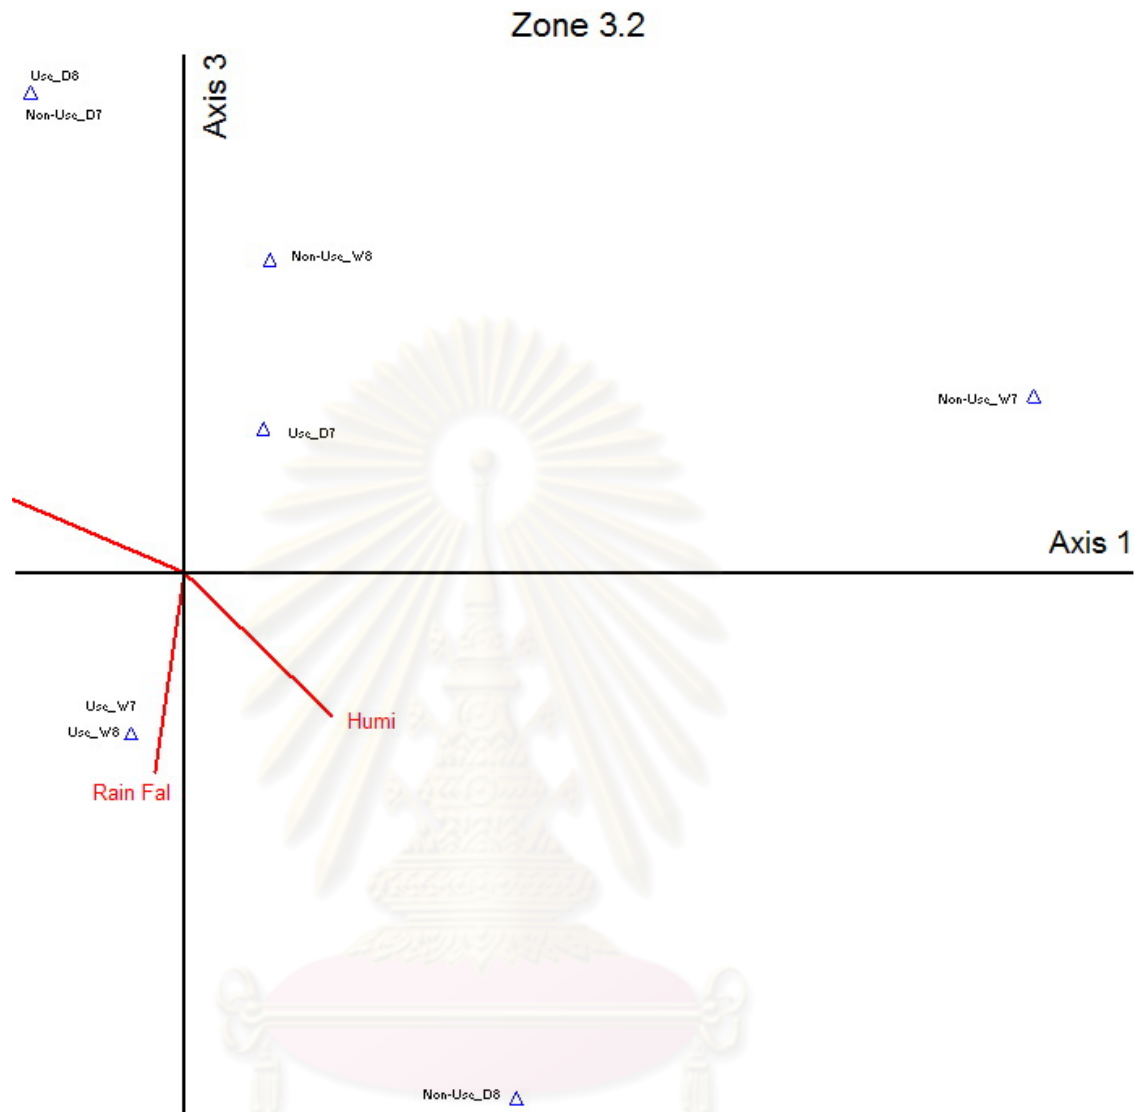 Zone 3.2
Axis 3
Use_D8
Non-Use_D7
Non-Use_W8
Non-Use_W7
Use_D7
Axis 1
Use_W7
Use_W8
Humi
Rain Fal
Non-Use_D8